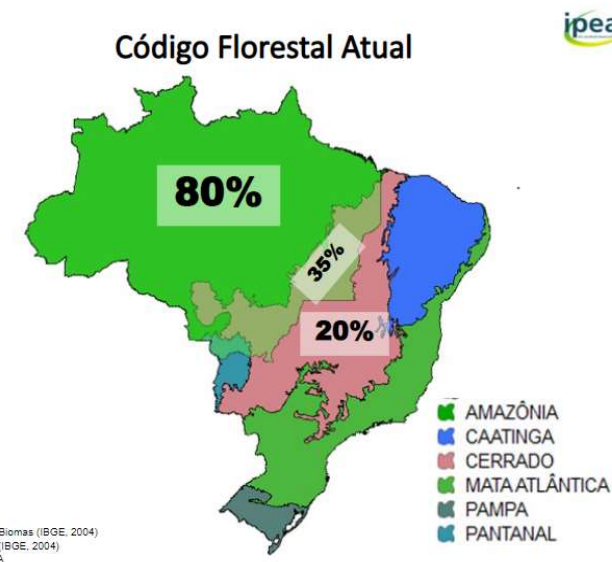 ipea
Código Florestal Atual
80%
35%
20%
AMAZÔNIA
CAATINGA
CERRADO
MATA ATLÂNTICA
PAMPA
PANTANAL
Biomas (IBGE, 2004)
(IBGE, 2004)
A